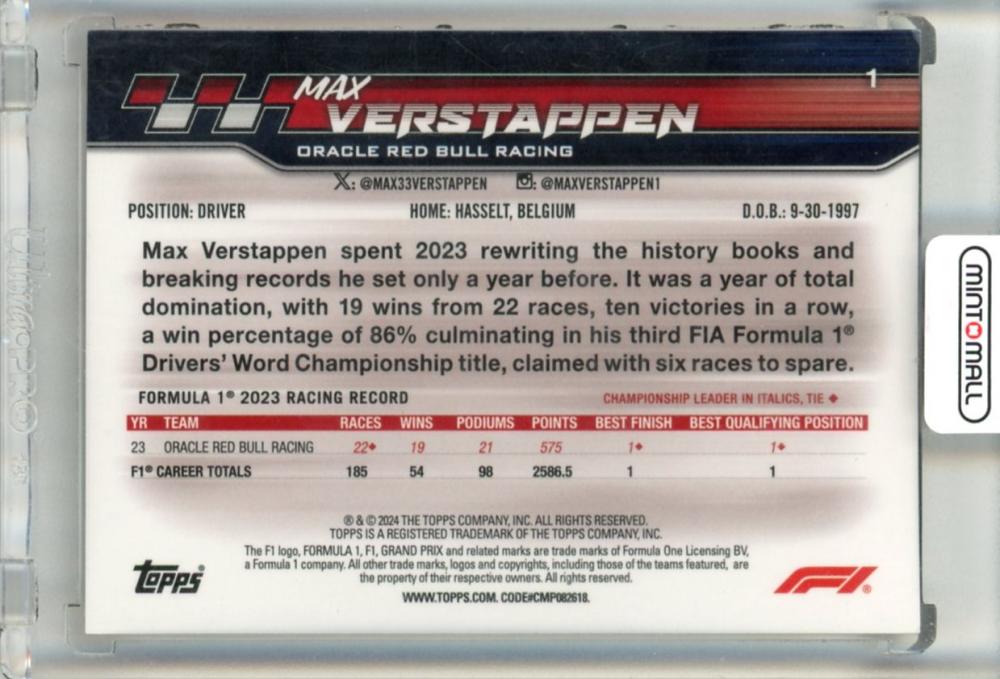 1
MAX
VERSTAPPEN
ORACLE RED BULL RACING
X: @MAX33VERSTAPPEN : @MAXVERSTAPPEN1
POSITION: DRIVER HOME: HASSELT, BELGIUM D.O.B.: 9-30-1997
Max Verstappen spent 2023 rewriting the history books and
breaking records he set only a year before. It was a year of total
domination, with 19 wins from 22 races, ten victories in a row,
a win percentage of 86% culminating in his third FIA Formula 1®
Drivers' Word Championship title, claimed with six races to spare.
FORMULA 1® 2023 RACING RECORD CHAMPIONSHIP LEADER IN ITALICS, TIE ♦
YR TEAM RACES WINS PODIUMS POINTS BEST FINISH BEST QUALIFYING POSITION
23 ORACLE RED BULL RACING 22♦ 19 21 575 1♦ 1♦
F1® CAREER TOTALS 185 54 98 2586.5 1 1
® & © 2024 THE TOPPS COMPANY, INC. ALL RIGHTS RESERVED.
TOPPS IS A REGISTERED TRADEMARK OF THE TOPPS COMPANY, INC.
The F1 logo, FORMULA 1, F1, GRAND PRIX and related marks are trade marks of Formula One Licensing BV,
a Formula 1 company. All other trade marks, logos and copyrights, including those of the teams featured, are
the property of their respective owners. All rights reserved.
WWW.TOPPS.COM. CODE#CMP082618.
topps®
F1®
MINTOMALL
UltraPRO